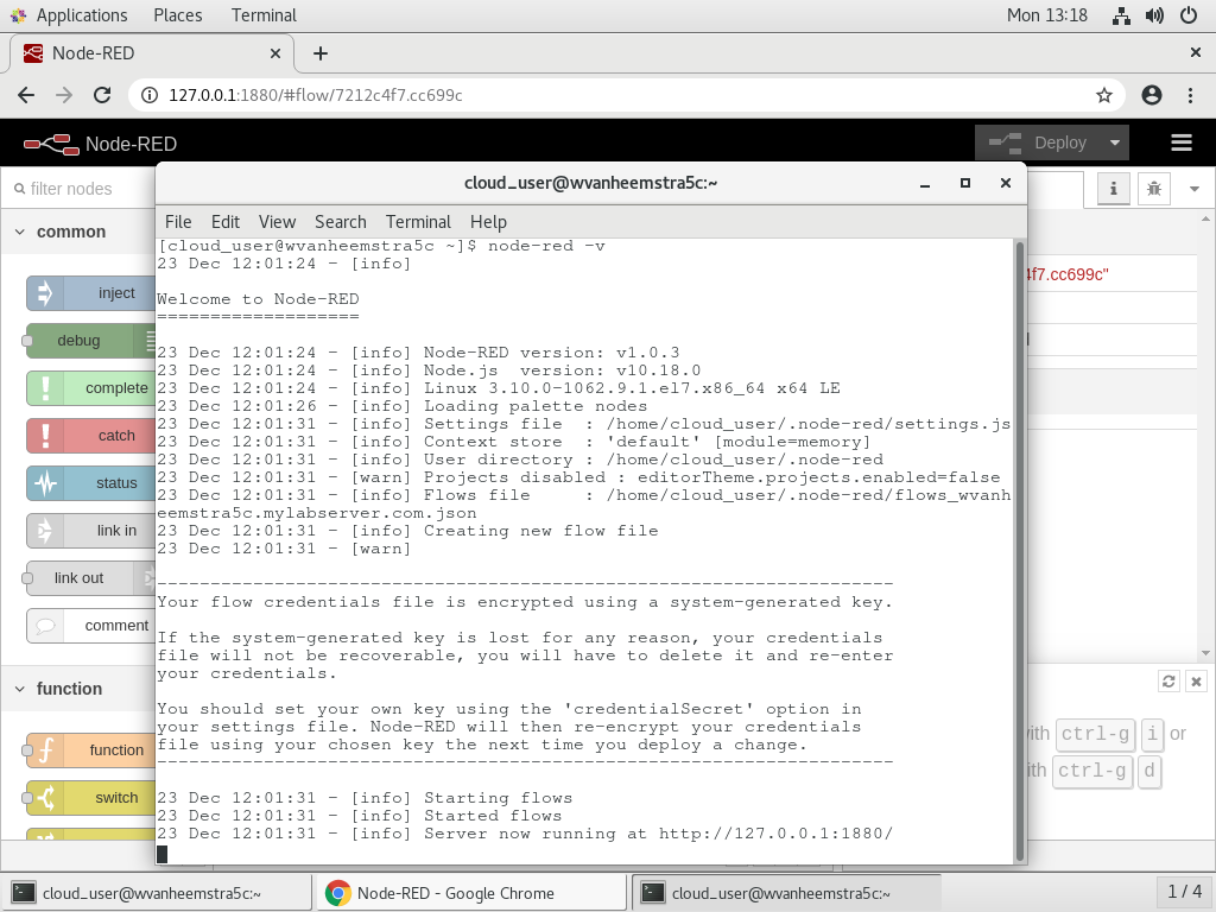 Applications Places Terminal Mon 13:18
Node-RED
127.0.0.1:1880/#flow/7212c4f7.cc699c
Node-RED Deploy
filter nodes
common
inject
debug
complete
catch
status
link in
link out
comment
function
function
switch
cloud_user@wvanheemstra5c:~
File Edit View Search Terminal Help
[cloud_user@wvanheemstra5c ~]$ node-red -v
23 Dec 12:01:24 - [info]
Welcome to Node-RED
===================
23 Dec 12:01:24 - [info] Node-RED version: v1.0.3
23 Dec 12:01:24 - [info] Node.js  version: v10.18.0
23 Dec 12:01:24 - [info] Linux 3.10.0-1062.9.1.el7.x86_64 x64 LE
23 Dec 12:01:26 - [info] Loading palette nodes
23 Dec 12:01:31 - [info] Settings file  : /home/cloud_user/.node-red/settings.js
23 Dec 12:01:31 - [info] Context store  : 'default' [module=memory]
23 Dec 12:01:31 - [info] User directory : /home/cloud_user/.node-red
23 Dec 12:01:31 - [warn] Projects disabled : editorTheme.projects.enabled=false
23 Dec 12:01:31 - [info] Flows file     : /home/cloud_user/.node-red/flows_wvanh
eemstra5c.mylabserver.com.json
23 Dec 12:01:31 - [info] Creating new flow file
23 Dec 12:01:31 - [warn]
---------------------------------------------------------------------
Your flow credentials file is encrypted using a system-generated key.
If the system-generated key is lost for any reason, your credentials
file will not be recoverable, you will have to delete it and re-enter
your credentials.
You should set your own key using the 'credentialSecret' option in
your settings file. Node-RED will then re-encrypt your credentials
file using your chosen key the next time you deploy a change.
---------------------------------------------------------------------
23 Dec 12:01:31 - [info] Starting flows
23 Dec 12:01:31 - [info] Started flows
23 Dec 12:01:31 - [info] Server now running at http://127.0.0.1:1880/
4f7.cc699c"
with ctrl-g i or
ith ctrl-g d
cloud_user@wvanheemstra5c:~ Node-RED - Google Chrome cloud_user@wvanheemstra5c:~ 1 / 4